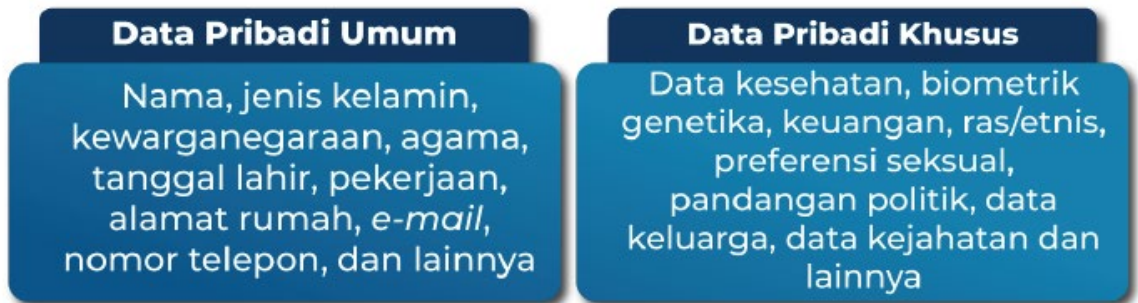 Data Pribadi Umum
Nama, jenis kelamin,
kewarganegaraan, agama,
tanggal lahir, pekerjaan,
alamat rumah, e-mail,
nomor telepon, dan lainnya
Data Pribadi Khusus
Data kesehatan, biometrik
genetika, keuangan, ras/etnis,
preferensi seksual,
pandangan politik, data
keluarga, data kejahatan dan
lainnya